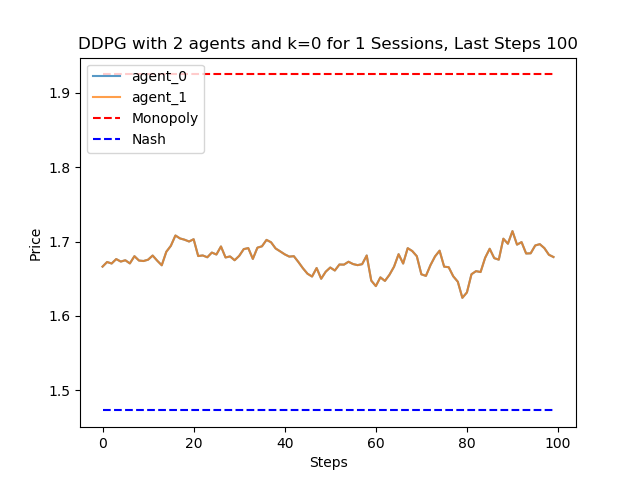 DDPG with 2 agents and k=0 for 1 Sessions, Last Steps 100
agent_0
agent_1
Monopoly
Nash
1.9
1.8
1.7
1.6
1.5
Price
0 20 40 60 80 100
Steps